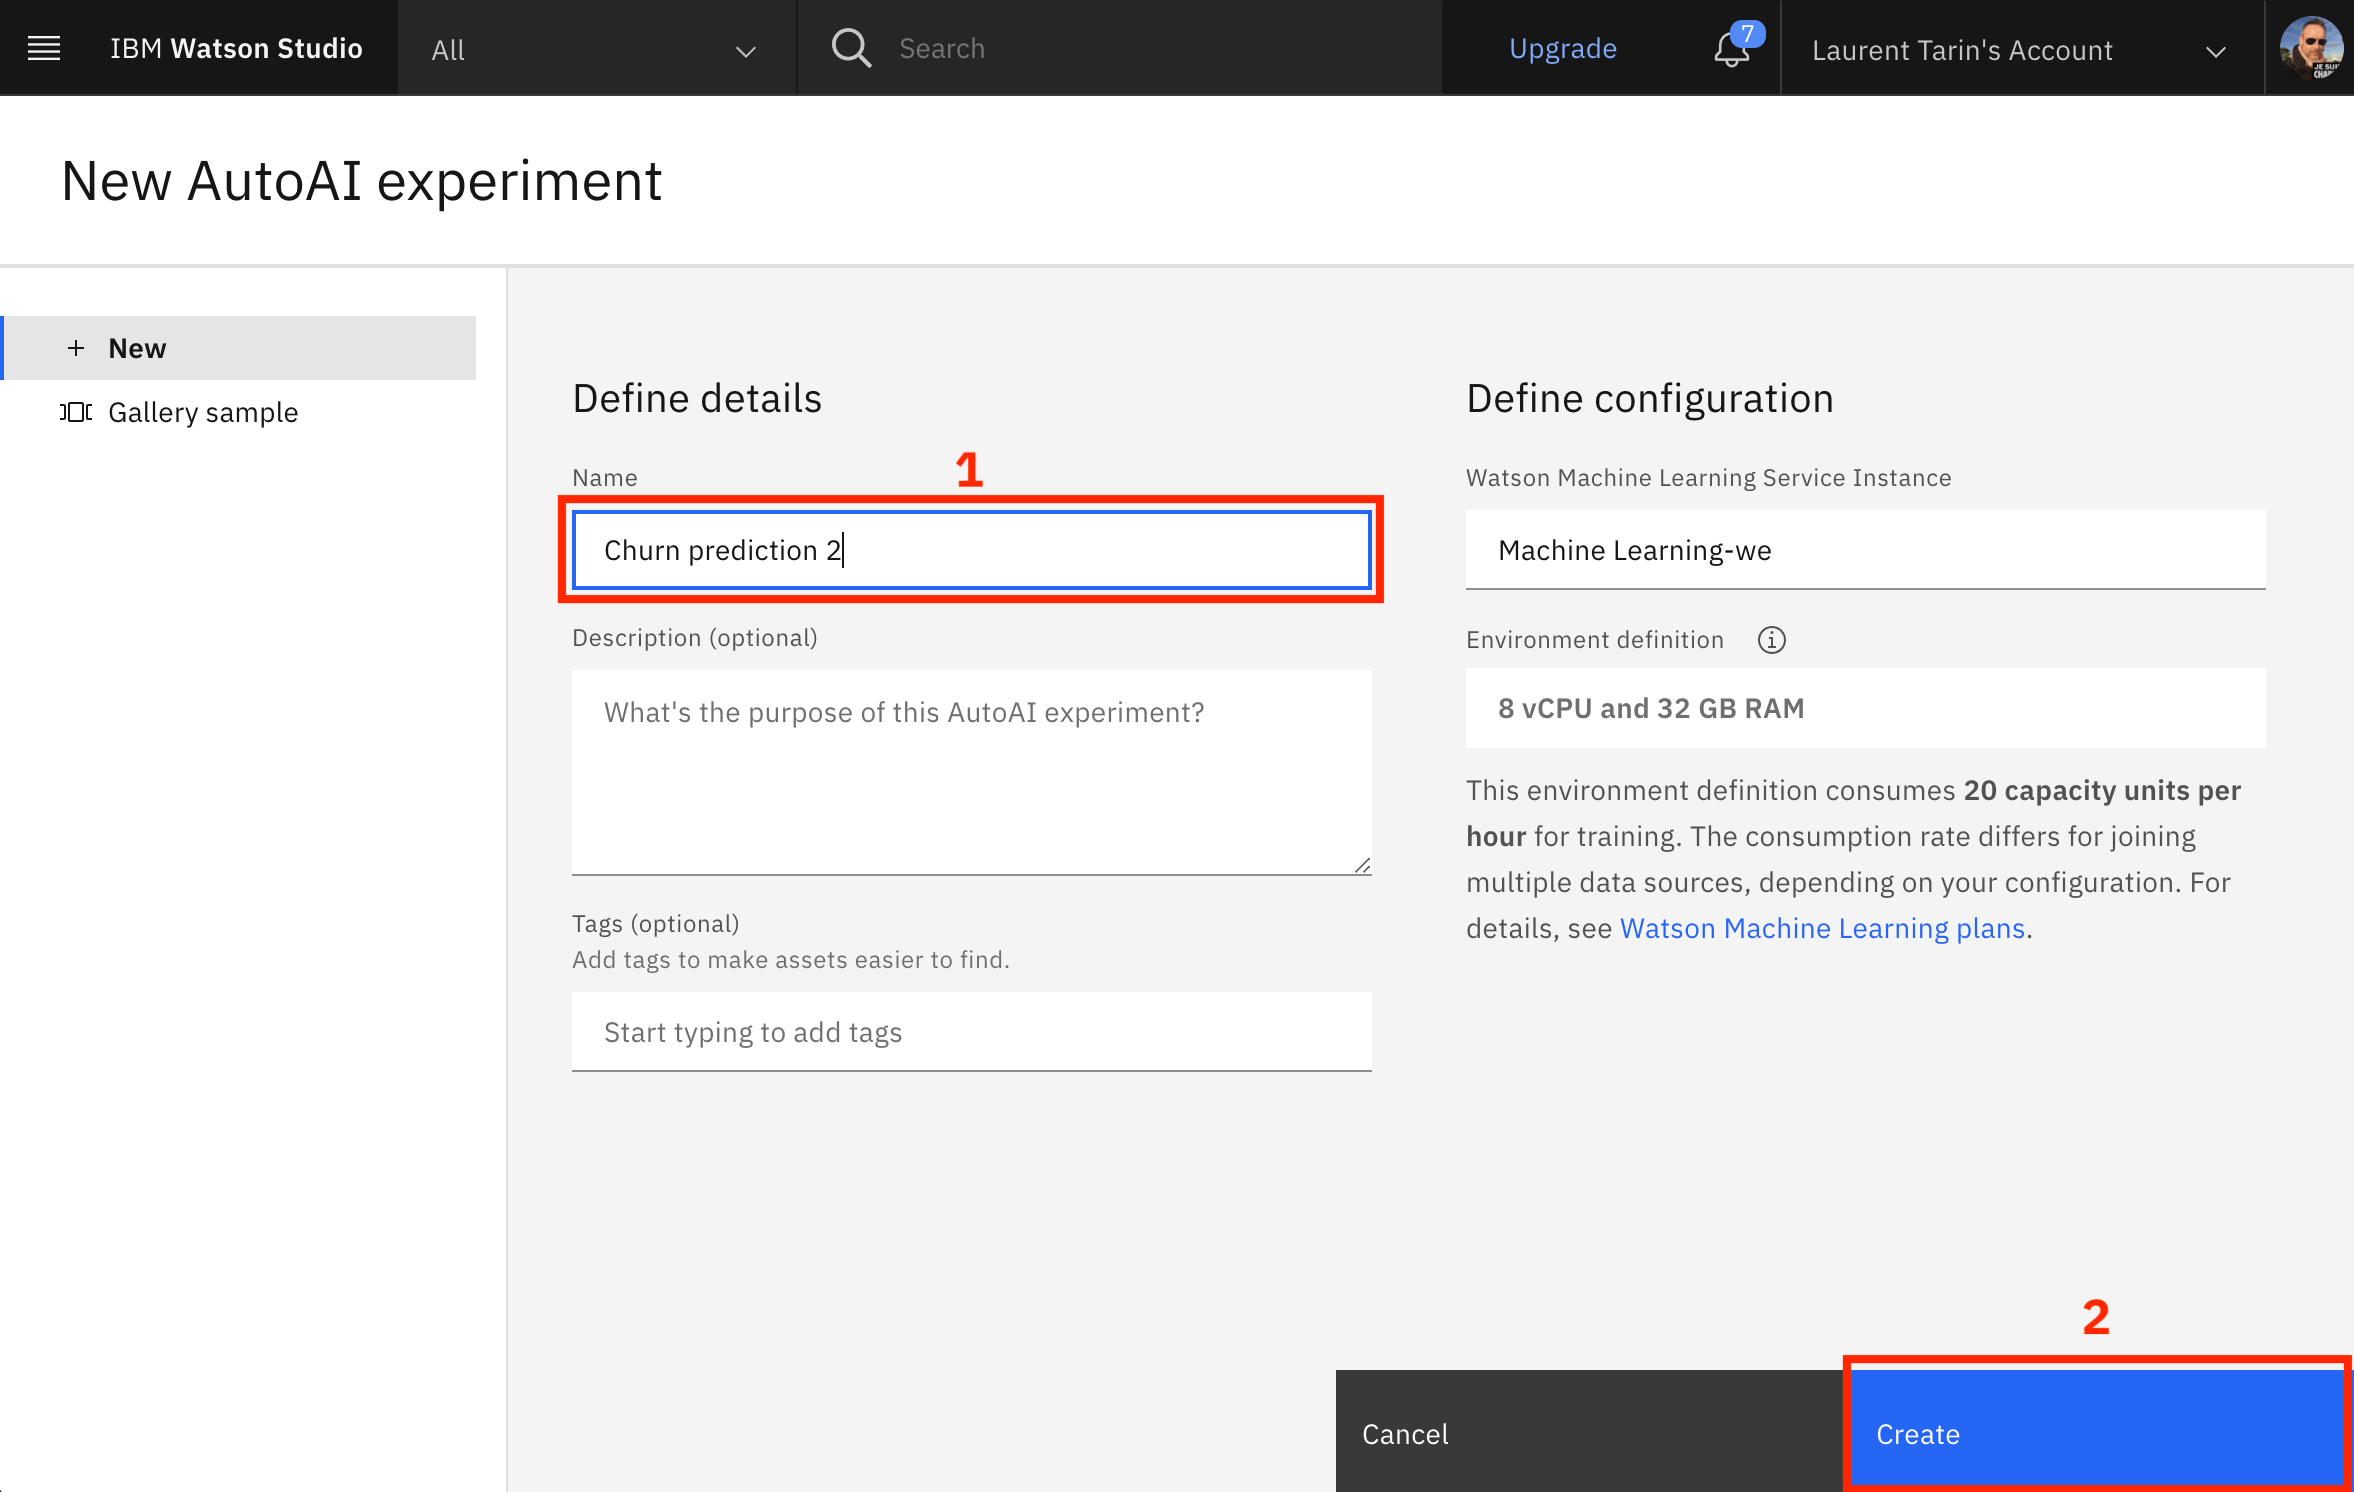 IBM Watson Studio
All
Search
Upgrade
7
Laurent Tarin's Account
JE SUI
CHAR
New AutoAI experiment
+ New
Gallery sample
Define details
Name
1
Churn prediction 2
Description (optional)
What's the purpose of this AutoAI experiment?
Tags (optional)
Add tags to make assets easier to find.
Start typing to add tags
Define configuration
Watson Machine Learning Service Instance
Machine Learning-we
Environment definition
8 vCPU and 32 GB RAM
This environment definition consumes 20 capacity units per
hour for training. The consumption rate differs for joining
multiple data sources, depending on your configuration. For
details, see Watson Machine Learning plans.
2
Cancel
Create